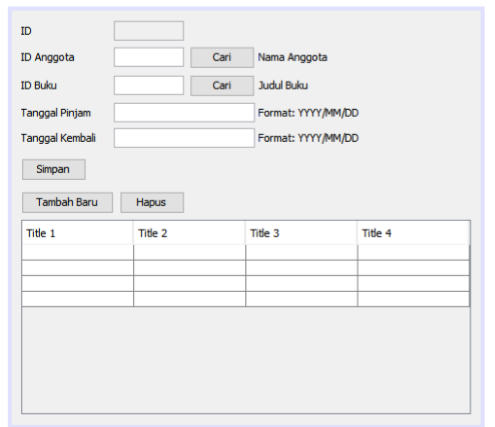 ID
ID Anggota Cari Nama Anggota
ID Buku Cari Judul Buku
Tanggal Pinjam Format: YYYY/MM/DD
Tanggal Kembali Format: YYYY/MM/DD
Simpan
Tambah Baru Hapus
Title 1 Title 2 Title 3 Title 4